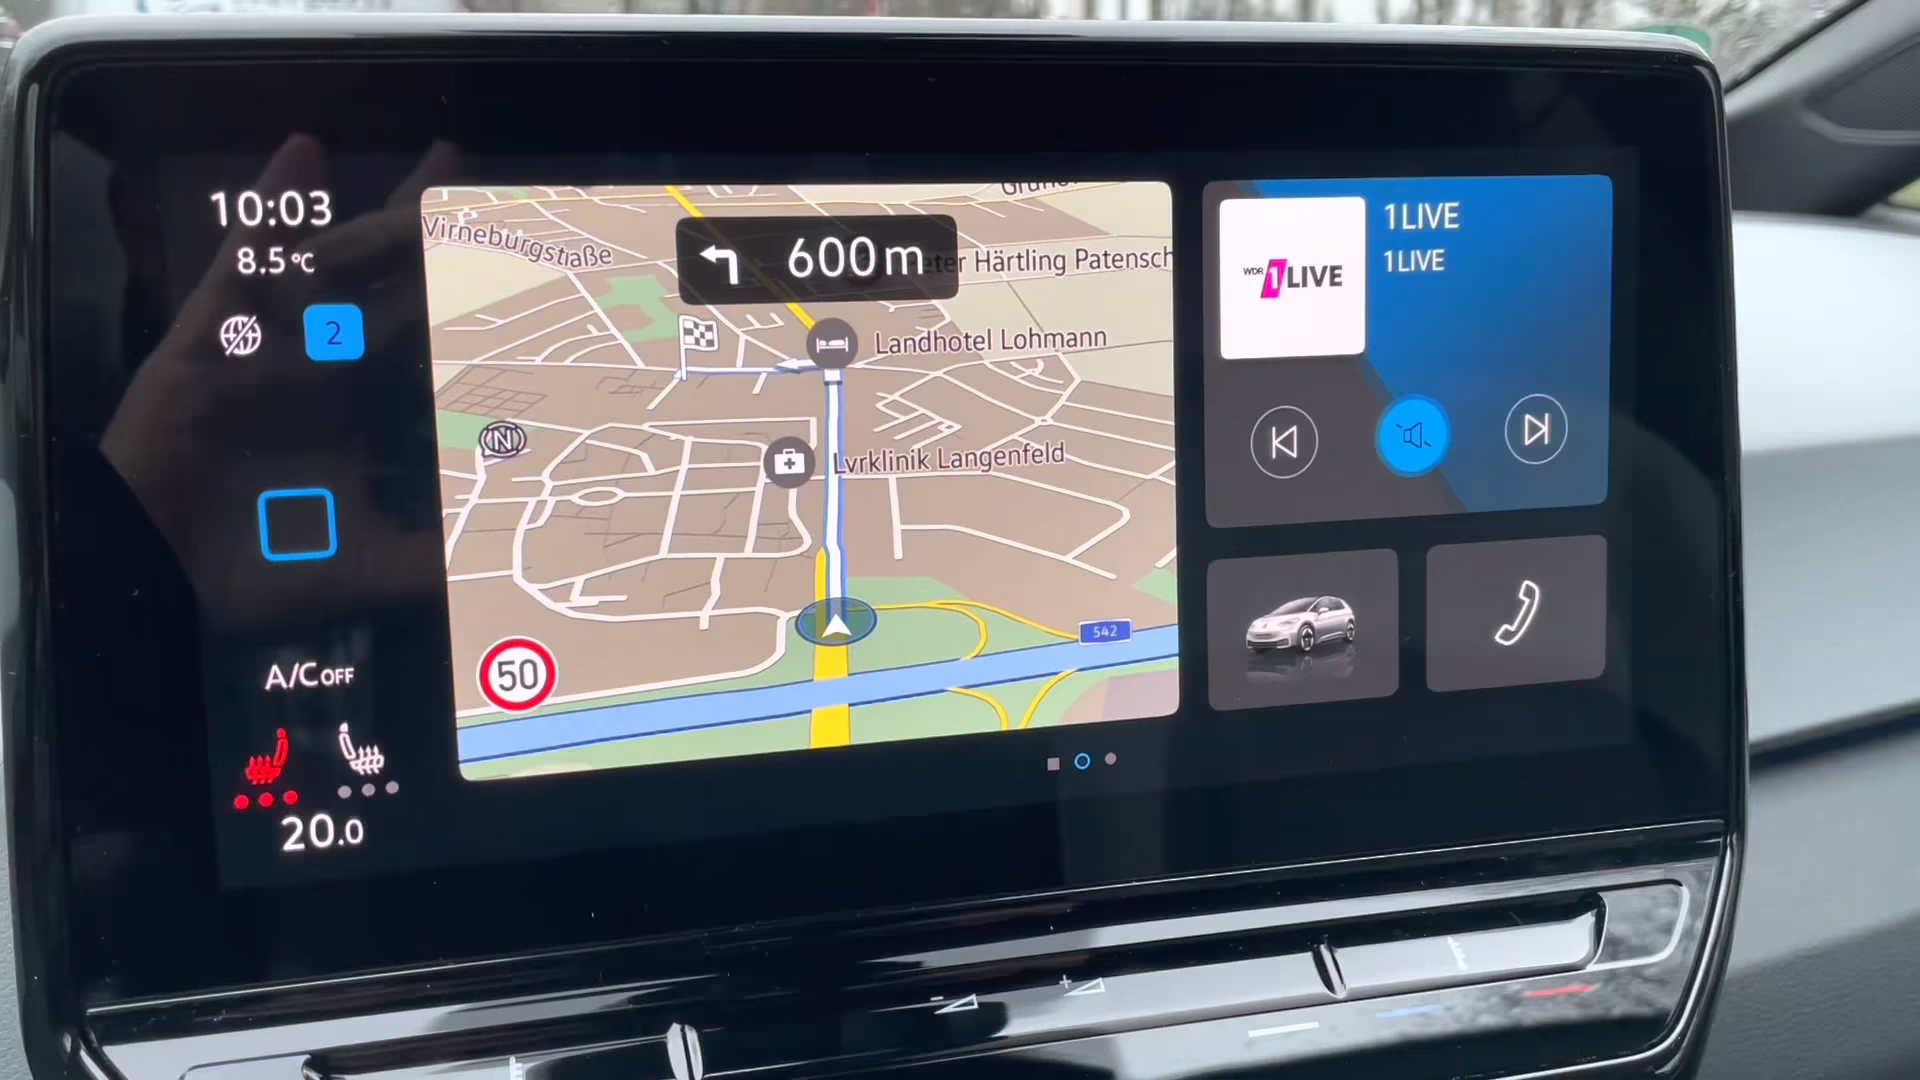 10:03
8.5°C
2
A/C OFF
20.0
Virneburgstraße
600 m
Härtling Patensch
Landhotel Lohmann
N
Lvrklinik Langenfeld
50
542
WDR 1LIVE
1LIVE
1LIVE
- +